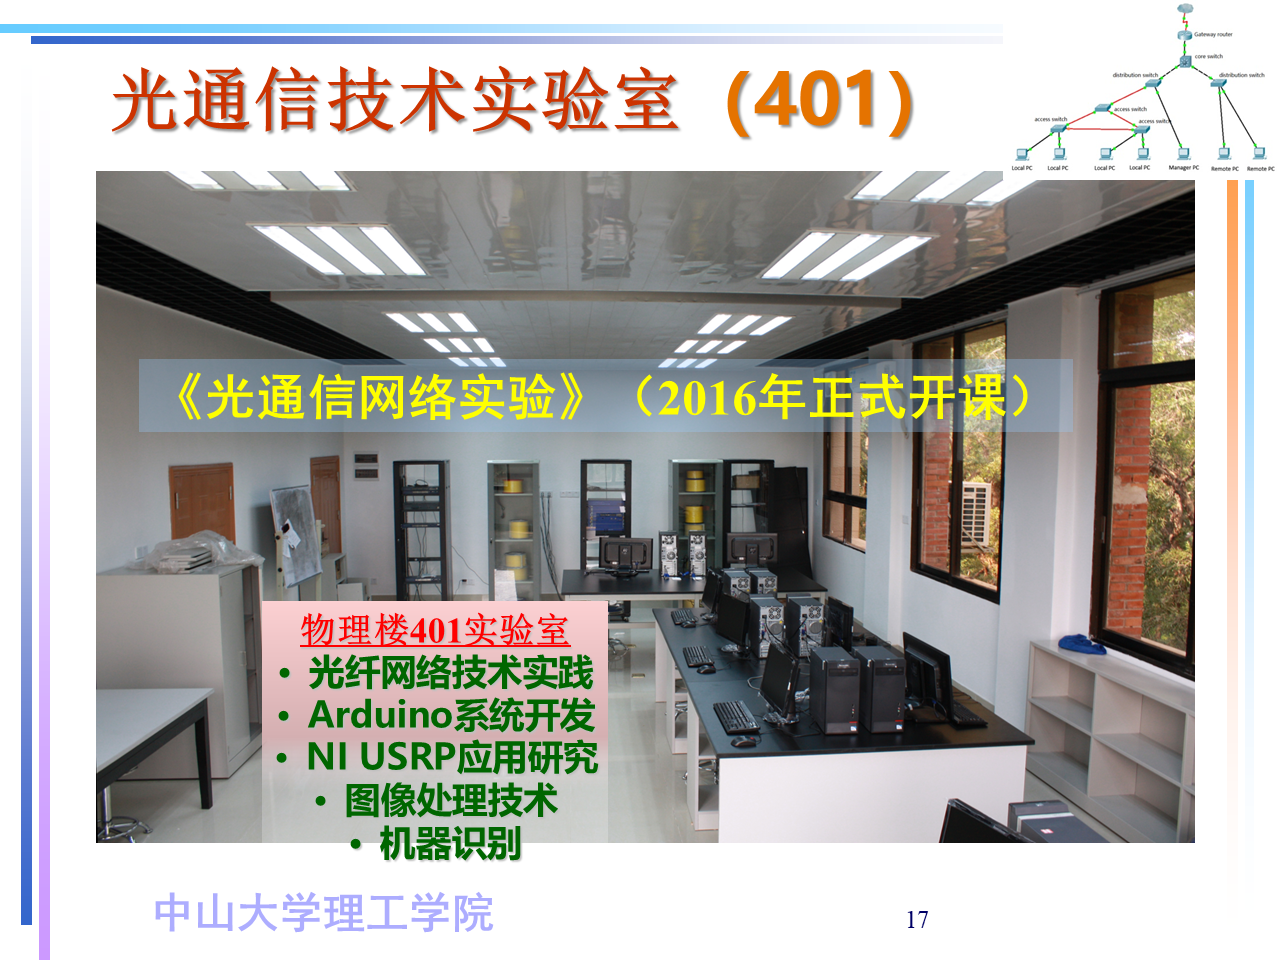 光通信技术实验室 (401)
Gateway router
core switch
distribution switch
distribution switch
access switch
access switch
access switch
Local PC
Local PC
Local PC
Local PC
Manager PC
Remote PC
Remote PC
《光通信网络实验》（2016年正式开课）
物理楼401实验室
• 光纤网络技术实践
• Arduino系统开发
• NI USRP应用研究
• 图像处理技术
• 机器识别
中山大学理工学院
17